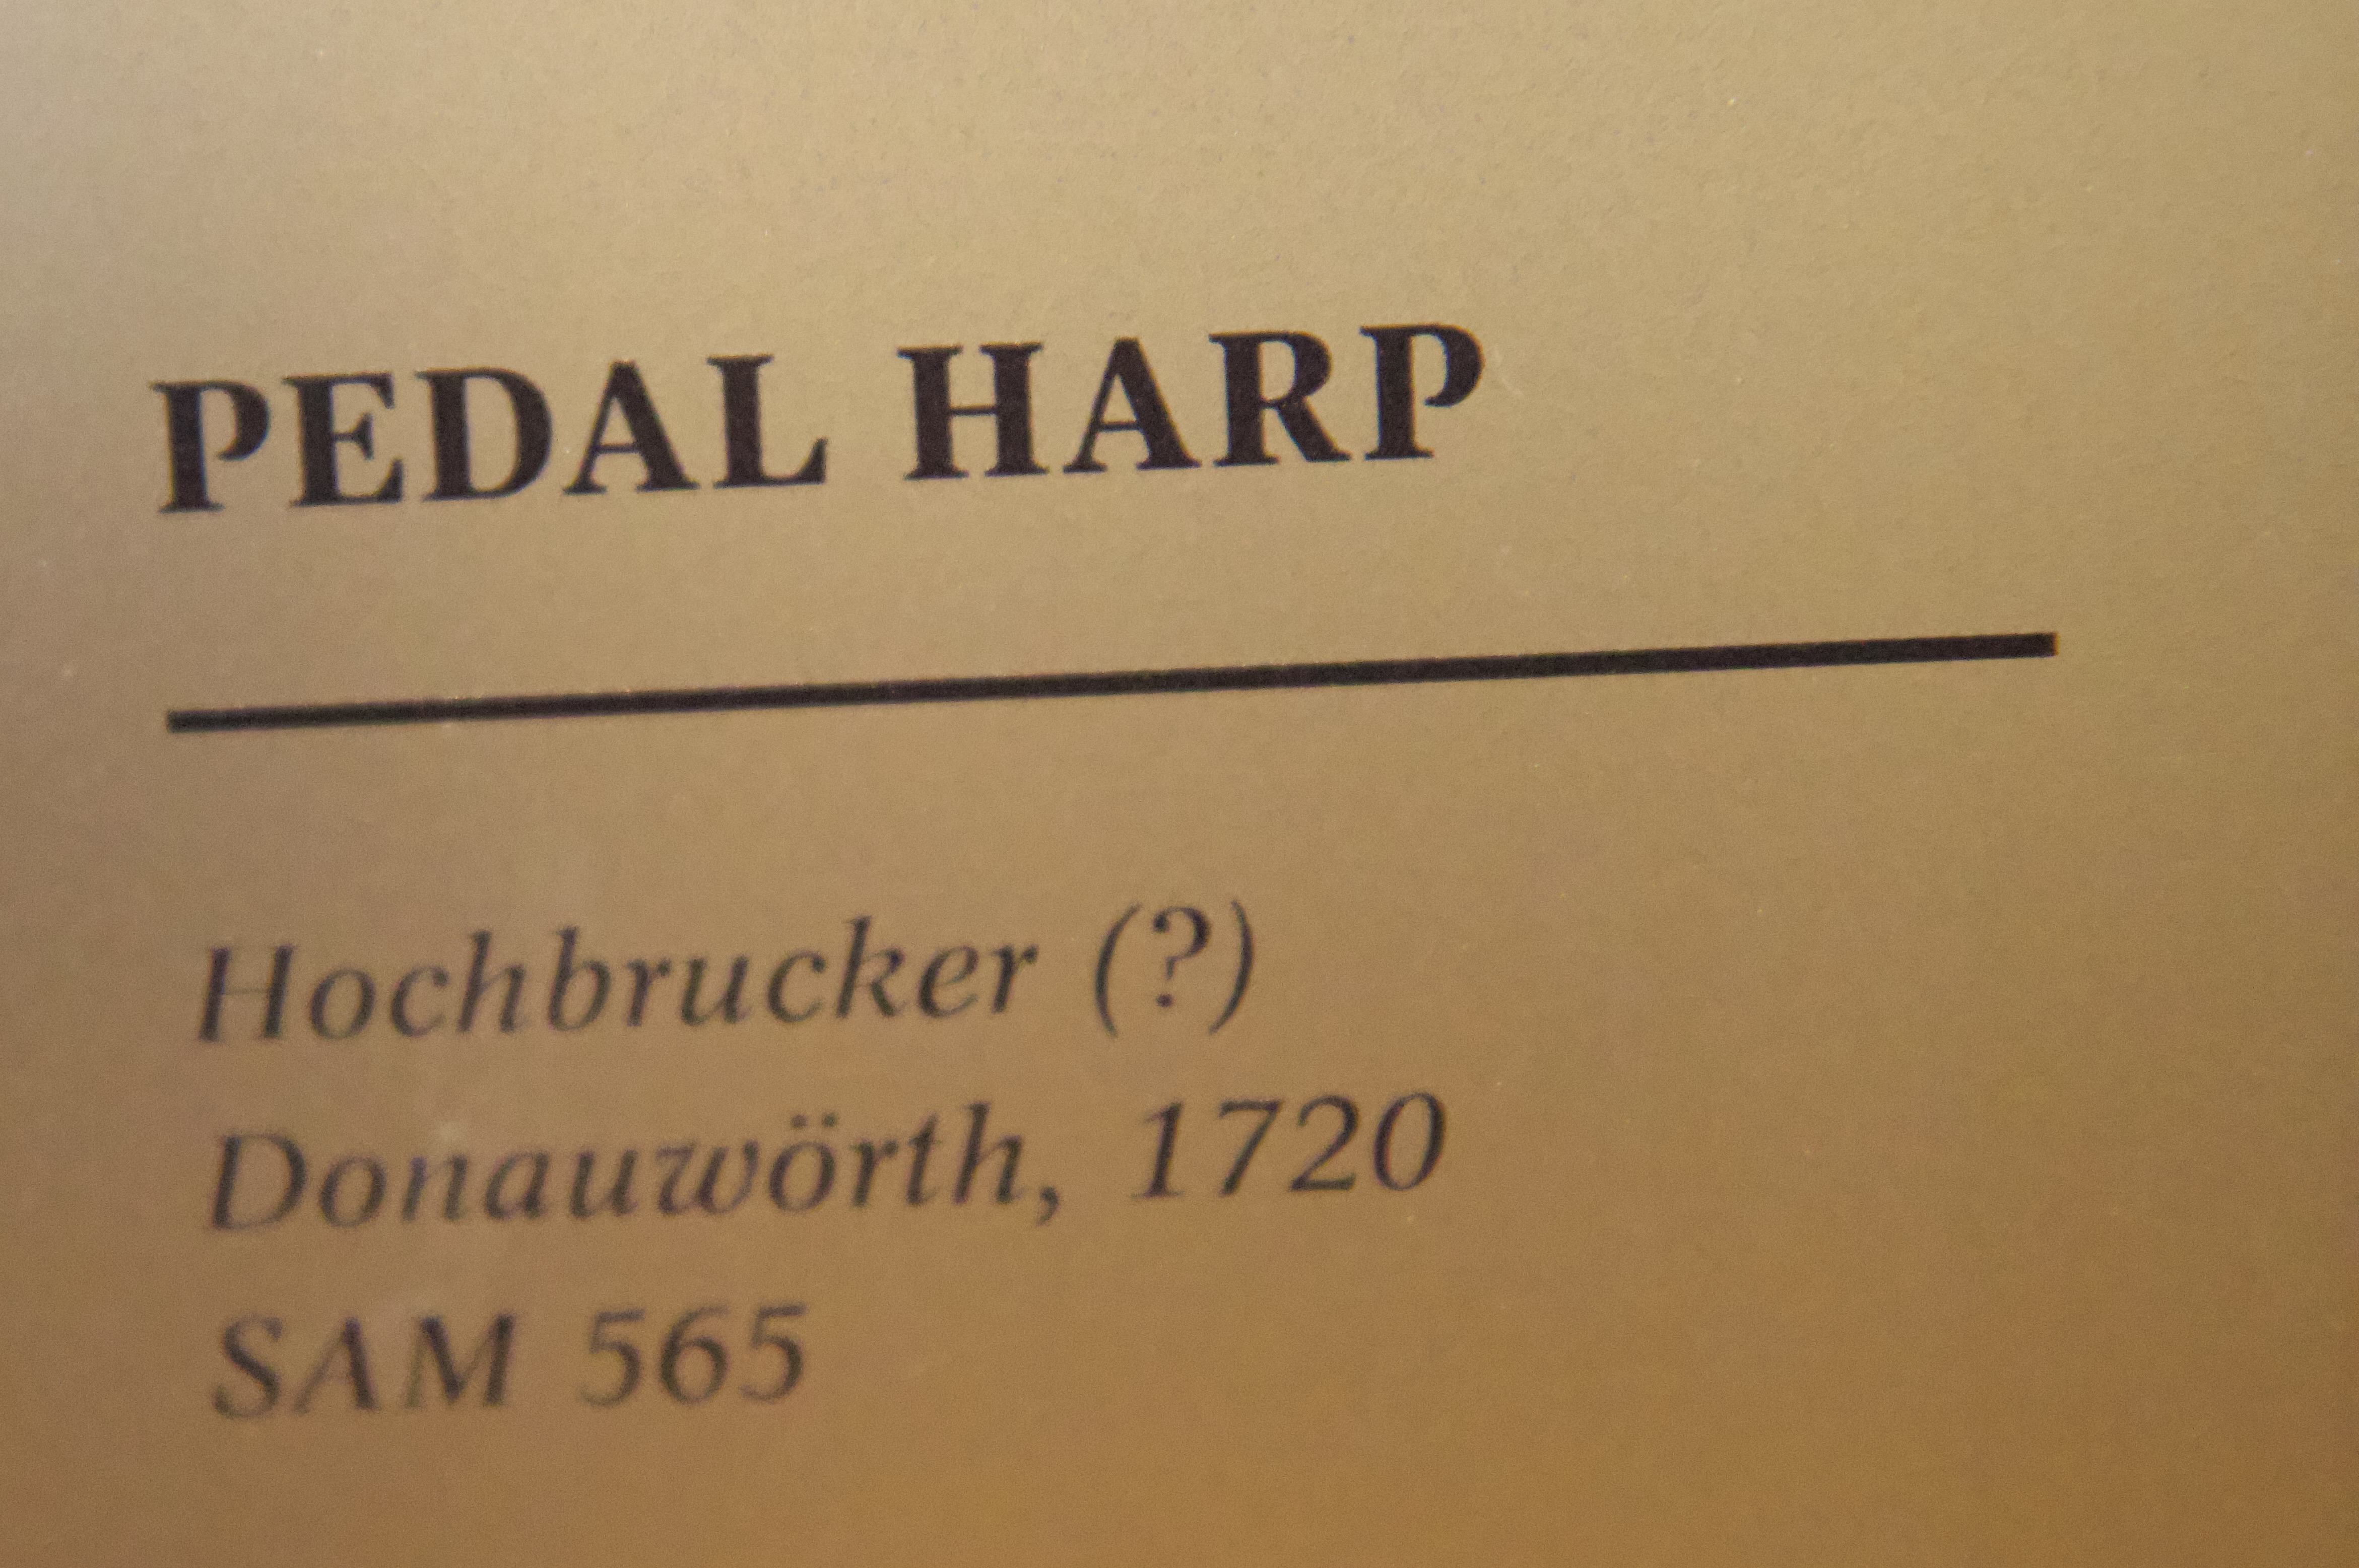 PEDAL HARP
Hochbrucker (?)
Donauwörth, 1720
SAM 565